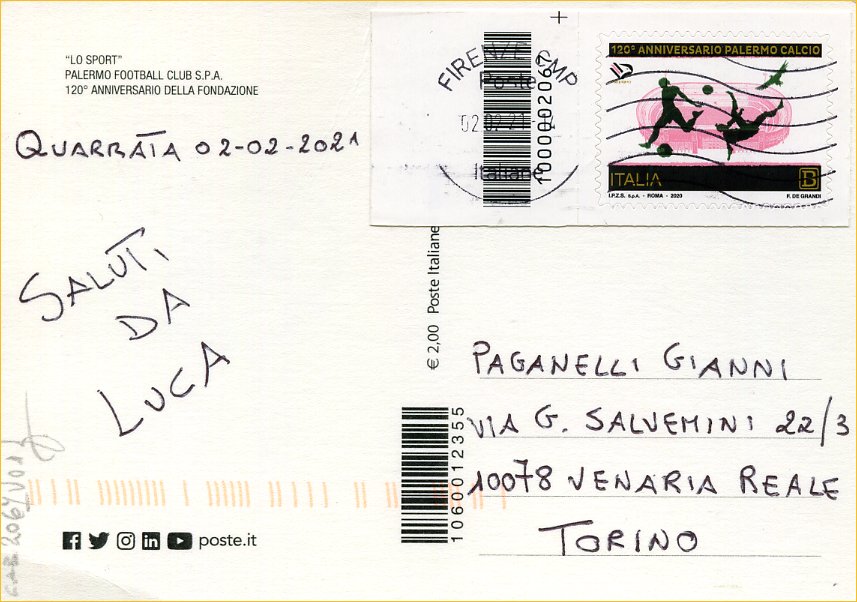 "LO SPORT"
PALERMO FOOTBALL CLUB S.P.A.
120° ANNIVERSARIO DELLA FONDAZIONE
QUARRATA 02-02-2021
SALUTI
DA
LUCA
FIRENZE CMP
Poste
02.02.21
Italiane
1000002067
120° ANNIVERSARIO PALERMO CALCIO
ITALIA
B
I.P.Z.S. S.p.A. - ROMA - 2020
F. DE GRANDI
€ 2,00 Poste Italiane
PAGANELLI GIANNI
VIA G. SALVEMINI 22/3
10078 VENARIA REALE
TORINO
1060012355
poste.it